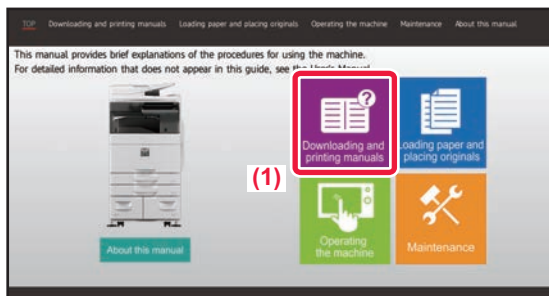 TOP Downloading and printing manuals Loading paper and placing originals Operating the machine Maintenance About this manual
This manual provides brief explanations of the procedures for using the machine.
For detailed information that does not appear in this guide, see the User's Manual.
Downloading and
printing manuals
Loading paper and
placing originals
(1)
Operating
the machine
Maintenance
About this manual